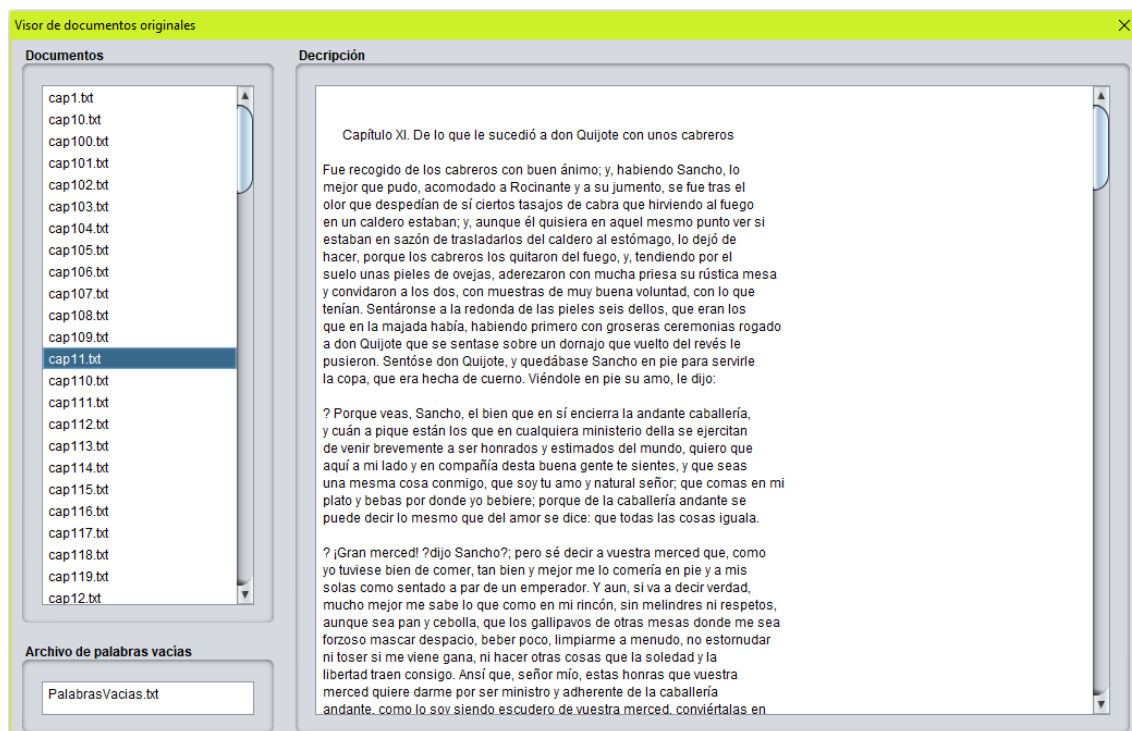 Visor de documentos originales
Documentos
cap1.txt
cap10.txt
cap100.txt
cap101.txt
cap102.txt
cap103.txt
cap104.txt
cap105.txt
cap106.txt
cap107.txt
cap108.txt
cap109.txt
cap11.txt
cap110.txt
cap111.txt
cap112.txt
cap113.txt
cap114.txt
cap115.txt
cap116.txt
cap117.txt
cap118.txt
cap119.txt
cap12.txt
Archivo de palabras vacías
PalabrasVacias.txt
Decripción
Capítulo XI. De lo que le sucedió a don Quijote con unos cabreros
Fue recogido de los cabreros con buen ánimo; y, habiendo Sancho, lo
mejor que pudo, acomodado a Rocinante y a su jumento, se fue tras el
olor que despedían de sí ciertos tasajos de cabra que hirviendo al fuego
en un caldero estaban; y, aunque él quisiera en aquel mesmo punto ver si
estaban en sazón de trasladarlos del caldero al estómago, lo dejó de
hacer, porque los cabreros los quitaron del fuego, y, tendiendo por el
suelo unas pieles de ovejas, aderezaron con mucha priesa su rústica mesa
y convidaron a los dos, con muestras de muy buena voluntad, con lo que
tenían. Sentáronse a la redonda de las pieles seis dellos, que eran los
que en la majada había, habiendo primero con groseras ceremonias rogado
a don Quijote que se sentase sobre un dornajo que vuelto del revés le
pusieron. Sentóse don Quijote, y quedábase Sancho en pie para servirle
la copa, que era hecha de cuerno. Viéndole en pie su amo, le dijo:
? Porque veas, Sancho, el bien que en sí encierra la andante caballería,
y cuán a pique están los que en cualquiera ministerio della se ejercitan
de venir brevemente a ser honrados y estimados del mundo, quiero que
aquí a mi lado y en compañía desta buena gente te sientes, y que seas
una mesma cosa conmigo, que soy tu amo y natural señor; que comas en mi
plato y bebas por donde yo bebiere; porque de la caballería andante se
puede decir lo mesmo que del amor se dice: que todas las cosas iguala.
? ¡Gran merced! ?dijo Sancho?; pero sé decir a vuestra merced que, como
yo tuviese bien de comer, tan bien y mejor me lo comería en pie y a mis
solas como sentado a par de un emperador. Y aun, si va a decir verdad,
mucho mejor me sabe lo que como en mi rincón, sin melindres ni respetos,
aunque sea pan y cebolla, que los gallipavos de otras mesas donde me sea
forzoso mascar despacio, beber poco, limpiarme a menudo, no estornudar
ni toser si me viene gana, ni hacer otras cosas que la soledad y la
libertad traen consigo. Ansí que, señor mío, estas honras que vuestra
merced quiere darme por ser ministro y adherente de la caballería
andante, como lo soy siendo escudero de vuestra merced, conviértalas en